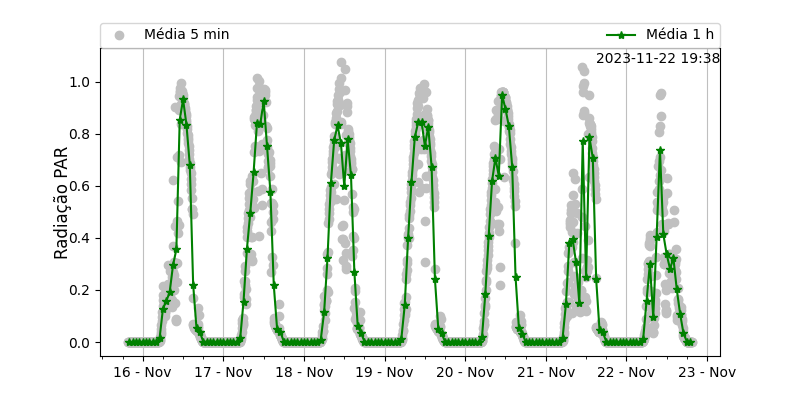 Média 5 min
Média 1 h
2023-11-22 19:38
Radiação PAR
1.0
0.8
0.6
0.4
0.2
0.0
16 - Nov
17 - Nov
18 - Nov
19 - Nov
20 - Nov
21 - Nov
22 - Nov
23 - Nov